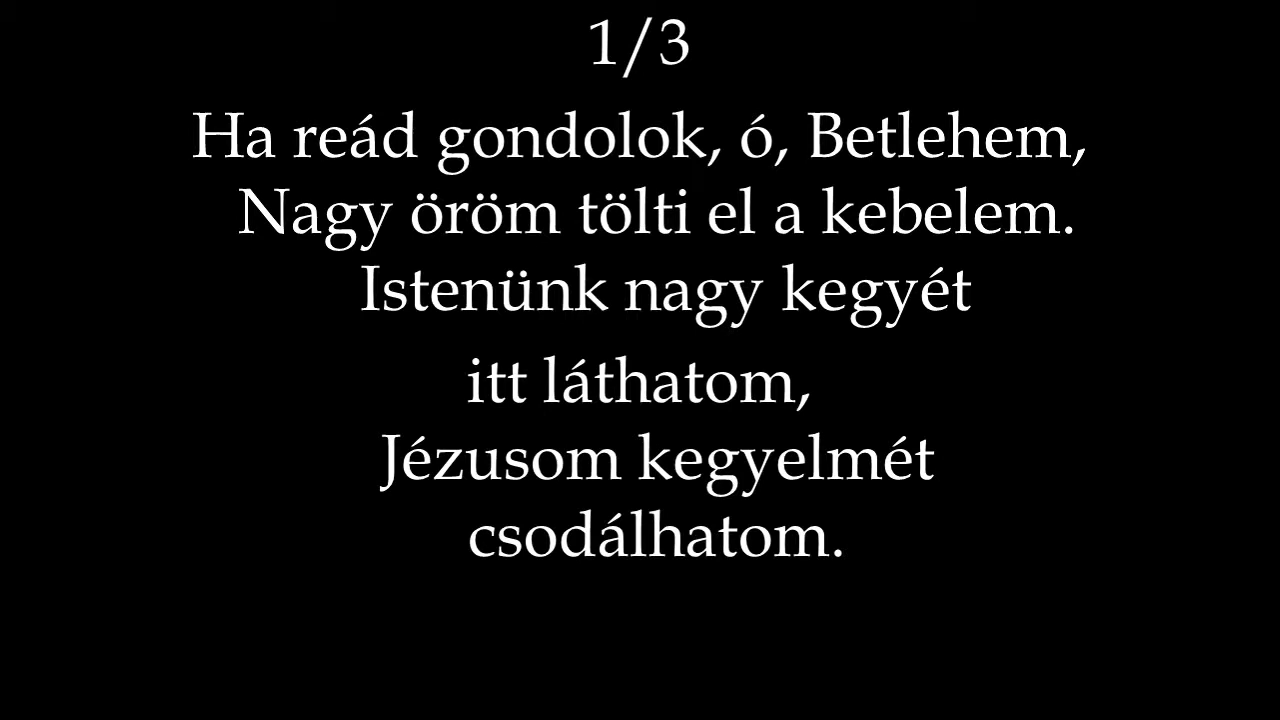 1/3
Ha reád gondolok, ó, Betlehem,
Nagy öröm tölti el a kebelem.
Istenünk nagy kegyét
itt láthatom,
Jézusom kegyelmét
csodálhatom.